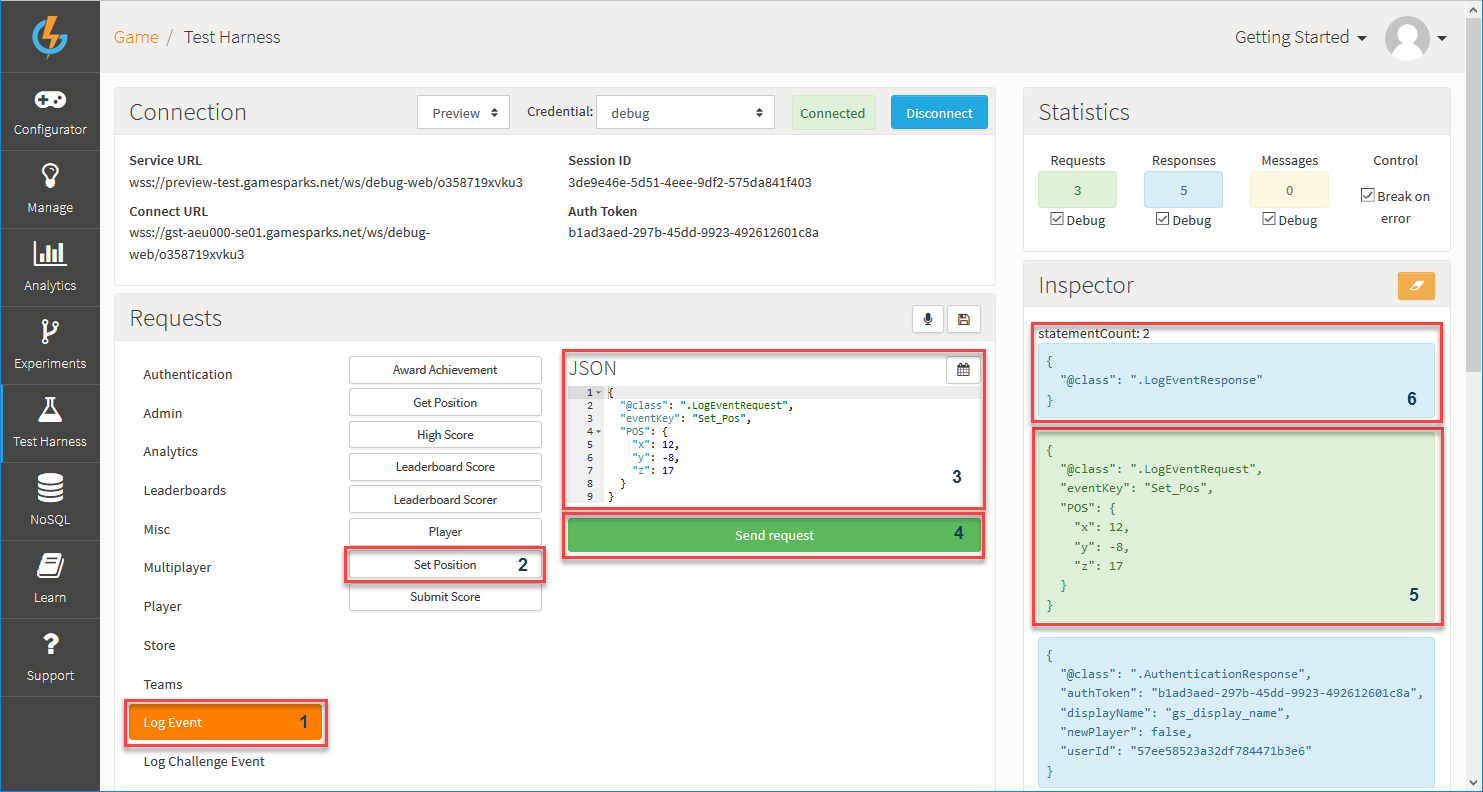 Game / Test Harness
Getting Started
Configurator
Manage
Analytics
Experiments
Test Harness
NoSQL
Learn
Support
Connection
Preview
Credential:
debug
Connected
Disconnect
Service URL
wss://preview-test.gamesparks.net/ws/debug-web/o358719xvku3
Connect URL
wss://gst-aeu000-se01.gamesparks.net/ws/debug-
web/o358719xvku3
Session ID
3de9e46e-5d51-4eee-9df2-575da841f403
Auth Token
b1ad3aed-297b-45dd-9923-492612601c8a
Requests
Authentication
Admin
Analytics
Leaderboards
Misc
Multiplayer
Player
Store
Teams
Log Event 1
Log Challenge Event
Award Achievement
Get Position
High Score
Leaderboard Score
Leaderboard Scorer
Player
Set Position 2
Submit Score
JSON
1 {
2 "@class": ".LogEventRequest",
3 "eventKey": "Set_Pos",
4 "POS": {
5 "x": 12,
6 "y": -8,
7 "z": 17
8 }
9 }
3
Send request 4
Statistics
Requests
3
Debug
Responses
5
Debug
Messages
0
Debug
Control
Break on
error
Inspector
statementCount: 2
{
"@class": ".LogEventResponse"
}
6
{
"@class": ".LogEventRequest",
"eventKey": "Set_Pos",
"POS": {
"x": 12,
"y": -8,
"z": 17
}
}
5
{
"@class": ".AuthenticationResponse",
"authToken": "b1ad3aed-297b-45dd-9923-492612601c8a",
"displayName": "gs_display_name",
"newPlayer": false,
"userId": "57ee58523a32df784471b3e6"
}